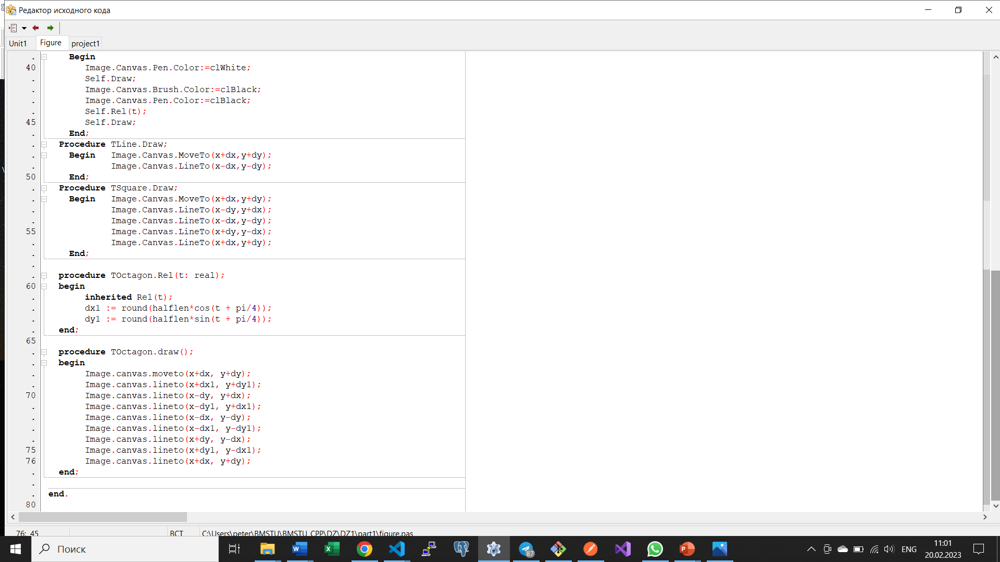 Редактор исходного кода
Unit1 Figure project1
. Begin
40 Image.Canvas.Pen.Color:=clWhite;
. Self.Draw;
. Image.Canvas.Brush.Color:=clBlack;
. Image.Canvas.Pen.Color:=clBlack;
. Self.Rel(t);
45 Self.Draw;
. End;
. Procedure TLine.Draw;
. Begin Image.Canvas.MoveTo(x+dx,y+dy);
. Image.Canvas.LineTo(x-dx,y-dy);
50 End;
. Procedure TSquare.Draw;
. Begin Image.Canvas.MoveTo(x+dx,y+dy);
. Image.Canvas.LineTo(x-dy,y+dx);
. Image.Canvas.LineTo(x-dx,y-dy);
55 Image.Canvas.LineTo(x+dy,y-dx);
. Image.Canvas.LineTo(x+dx,y+dy);
. End;
.
. procedure TOctagon.Rel(t: real);
60 begin
. inherited Rel(t);
. dx1 := round(halflen*cos(t + pi/4));
. dy1 := round(halflen*sin(t + pi/4));
. end;
65
. procedure TOctagon.draw();
. begin
. Image.canvas.moveto(x+dx, y+dy);
. Image.canvas.lineto(x+dx1, y+dy1);
70 Image.canvas.lineto(x-dy, y+dx);
. Image.canvas.lineto(x-dy1, y+dx1);
. Image.canvas.lineto(x-dx, y-dy);
. Image.canvas.lineto(x-dx1, y-dy1);
. Image.canvas.lineto(x+dy, y-dx);
75 Image.canvas.lineto(x+dy1, y-dx1);
76 Image.canvas.lineto(x+dx, y+dy);
. end;
.
. end.
80
76: 45 ВСТ C:\Users\peter\BMSTU\BMSTU_CPP\DZ\DZ1\part1\figure.pas
Поиск
87
ENG
11:01
20.02.2023